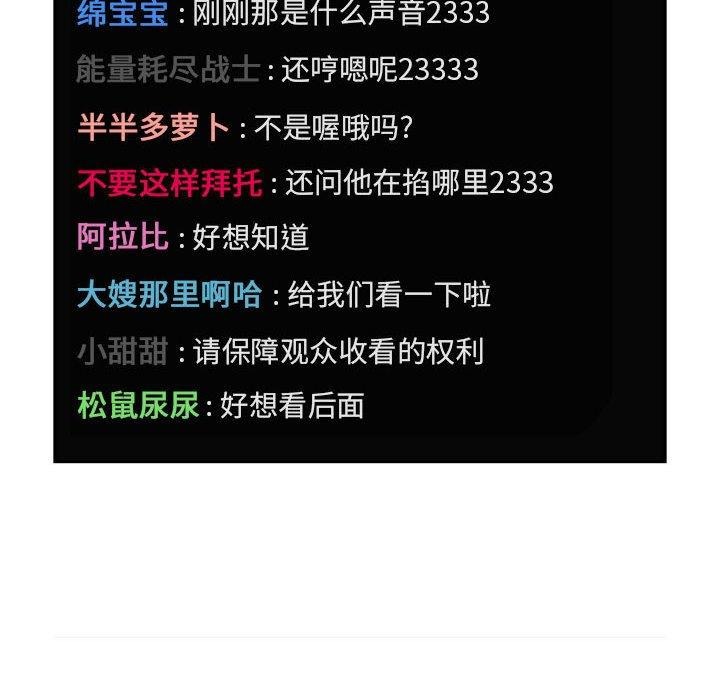 绵宝宝 : 刚刚那是什么声音2333
能量耗尽战士 : 还哼嗯呢23333
半半多萝卜 : 不是喔哦吗?
不要这样拜托 : 还问他在掐哪里2333
阿拉比 : 好想知道
大嫂那里啊哈 : 给我们看一下啦
小甜甜 : 请保障观众收看的权利
松鼠尿尿 : 好想看后面